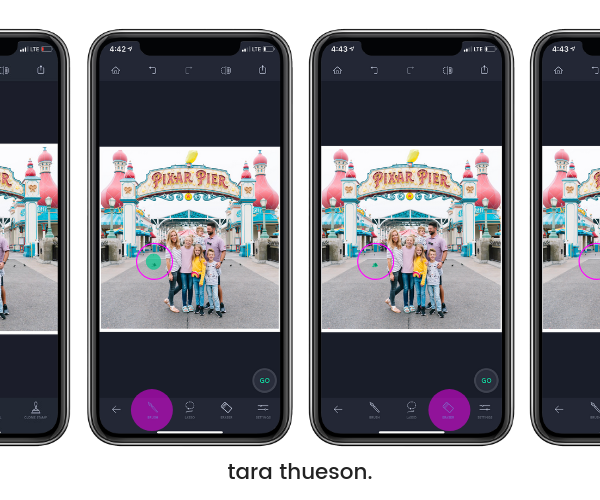 LTE
4:42
LTE
4:43
LTE
4:43
PIXAR PIER
PIXAR PIER
GO
GO
CLONE STAMP
BRUSH
LASSO
ERASER
SETTINGS
BRUSH
LASSO
ERASER
SETTINGS
tara thueson.